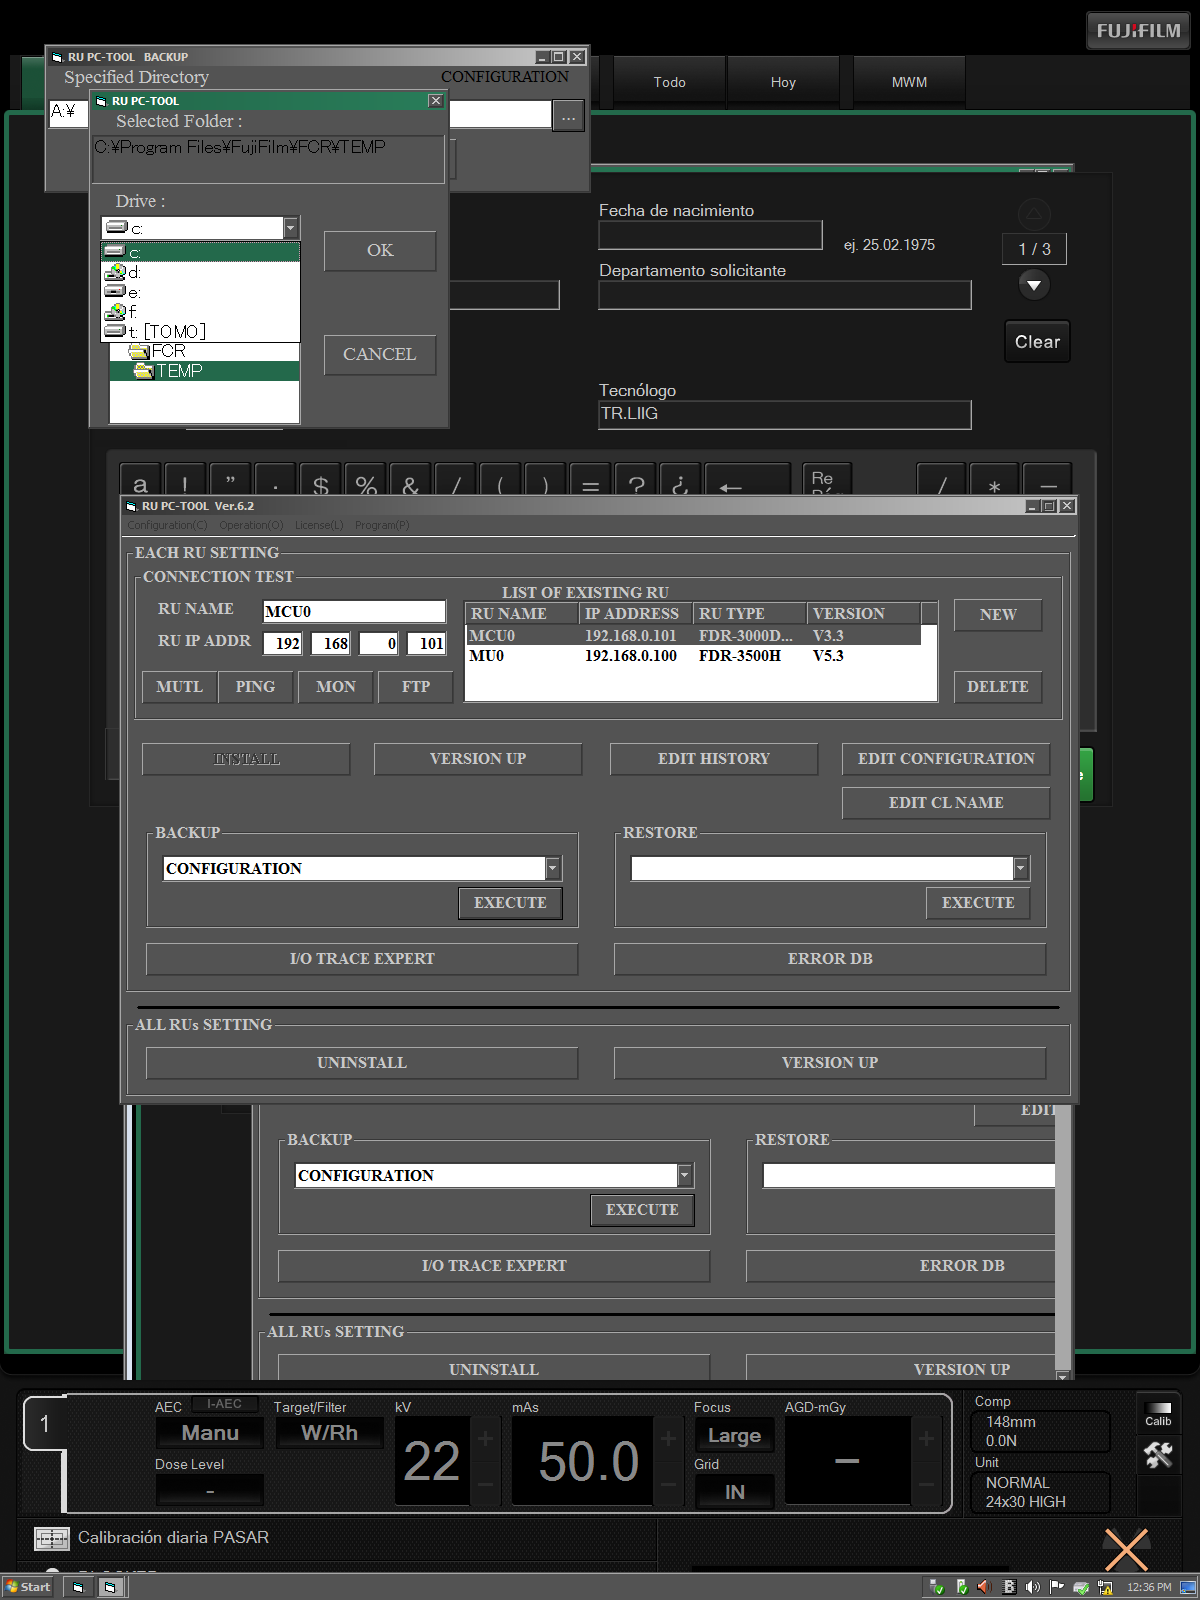 FUJIFILM
RU PC-TOOL BACKUP
Specified Directory
CONFIGURATION
A:¥
...
Todo
Hoy
MWM
RU PC-TOOL
Selected Folder :
C:¥Program Files¥FujiFilm¥FCR¥TEMP
Drive :
c:
c:
d:
e:
f:
t: [TOMO]
FCR
TEMP
OK
CANCEL
Fecha de nacimiento
ej. 25.02.1975
1 / 3
Departamento solicitante
Clear
Tecnólogo
TR.LIIG
a ! " . $ % & / ( ) = ? ¿ ← Re / * —
RU PC-TOOL Ver.6.2
Configuration(C) Operation(O) License(L) Program(P)
EACH RU SETTING
CONNECTION TEST
RU NAME MCU0
RU IP ADDR 192 168 0 101
MUTL PING MON FTP
LIST OF EXISTING RU
RU NAME IP ADDRESS RU TYPE VERSION
MCU0 192.168.0.101 FDR-3000D... V3.3
MU0 192.168.0.100 FDR-3500H V5.3
NEW
DELETE
INSTALL VERSION UP EDIT HISTORY EDIT CONFIGURATION
EDIT CL NAME
BACKUP
CONFIGURATION
EXECUTE
RESTORE
EXECUTE
I/O TRACE EXPERT ERROR DB
ALL RUs SETTING
UNINSTALL VERSION UP
EDI
BACKUP
CONFIGURATION
EXECUTE
RESTORE
I/O TRACE EXPERT ERROR DB
ALL RUs SETTING
UNINSTALL VERSION UP
1
AEC I-AEC
Manu
Dose Level
-
Target/Filter
W/Rh
kV
22
+
-
mAs
50.0
+
-
Focus
Large
Grid
IN
AGD-mGy
-
+
-
Comp
148mm
0.0N
Unit
NORMAL
24x30 HIGH
Calib
Calibración diaria PASAR
Start
12:36 PM